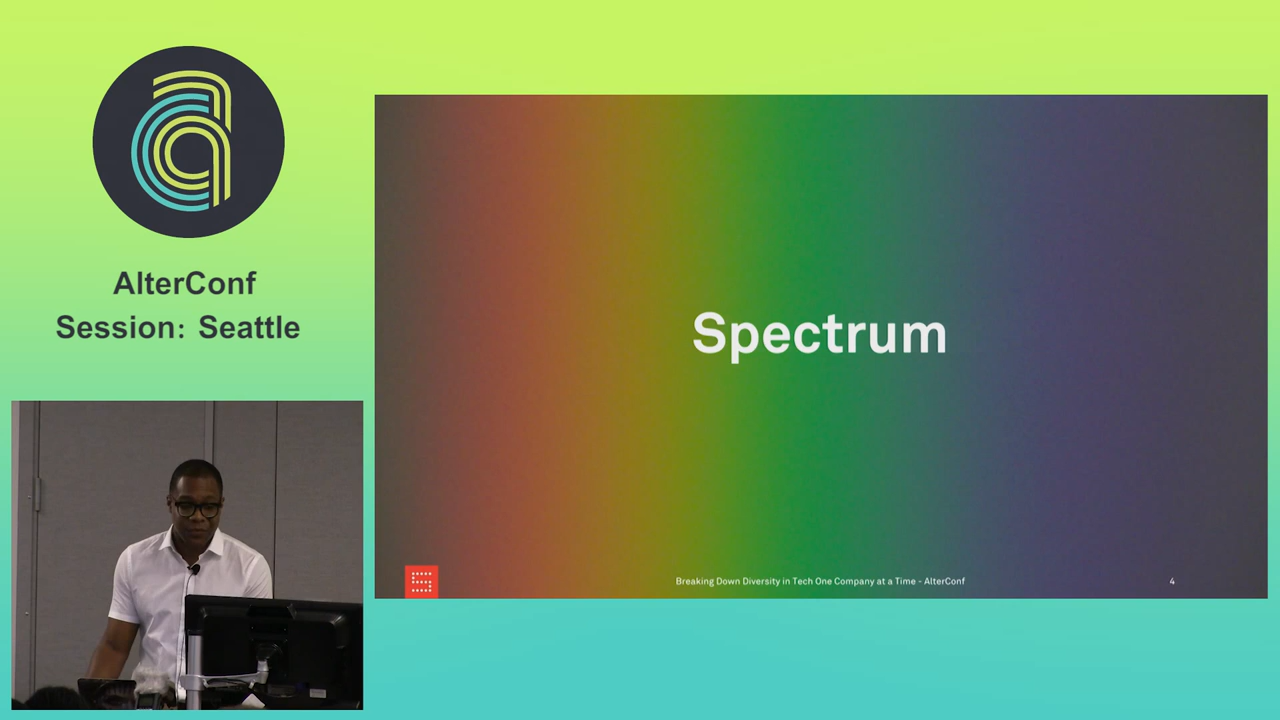 AlterConf
Session: Seattle
Spectrum
Breaking Down Diversity in Tech One Company at a Time - AlterConf
4